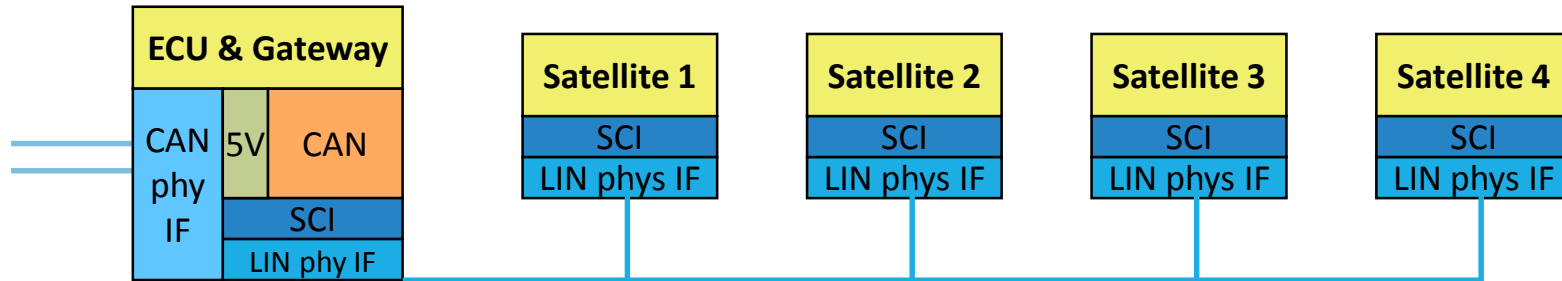 ECU & Gateway
CAN
phy
IF
5V
CAN
SCI
LIN phy IF
Satellite 1
SCI
LIN phys IF
Satellite 2
SCI
LIN phys IF
Satellite 3
SCI
LIN phys IF
Satellite 4
SCI
LIN phys IF